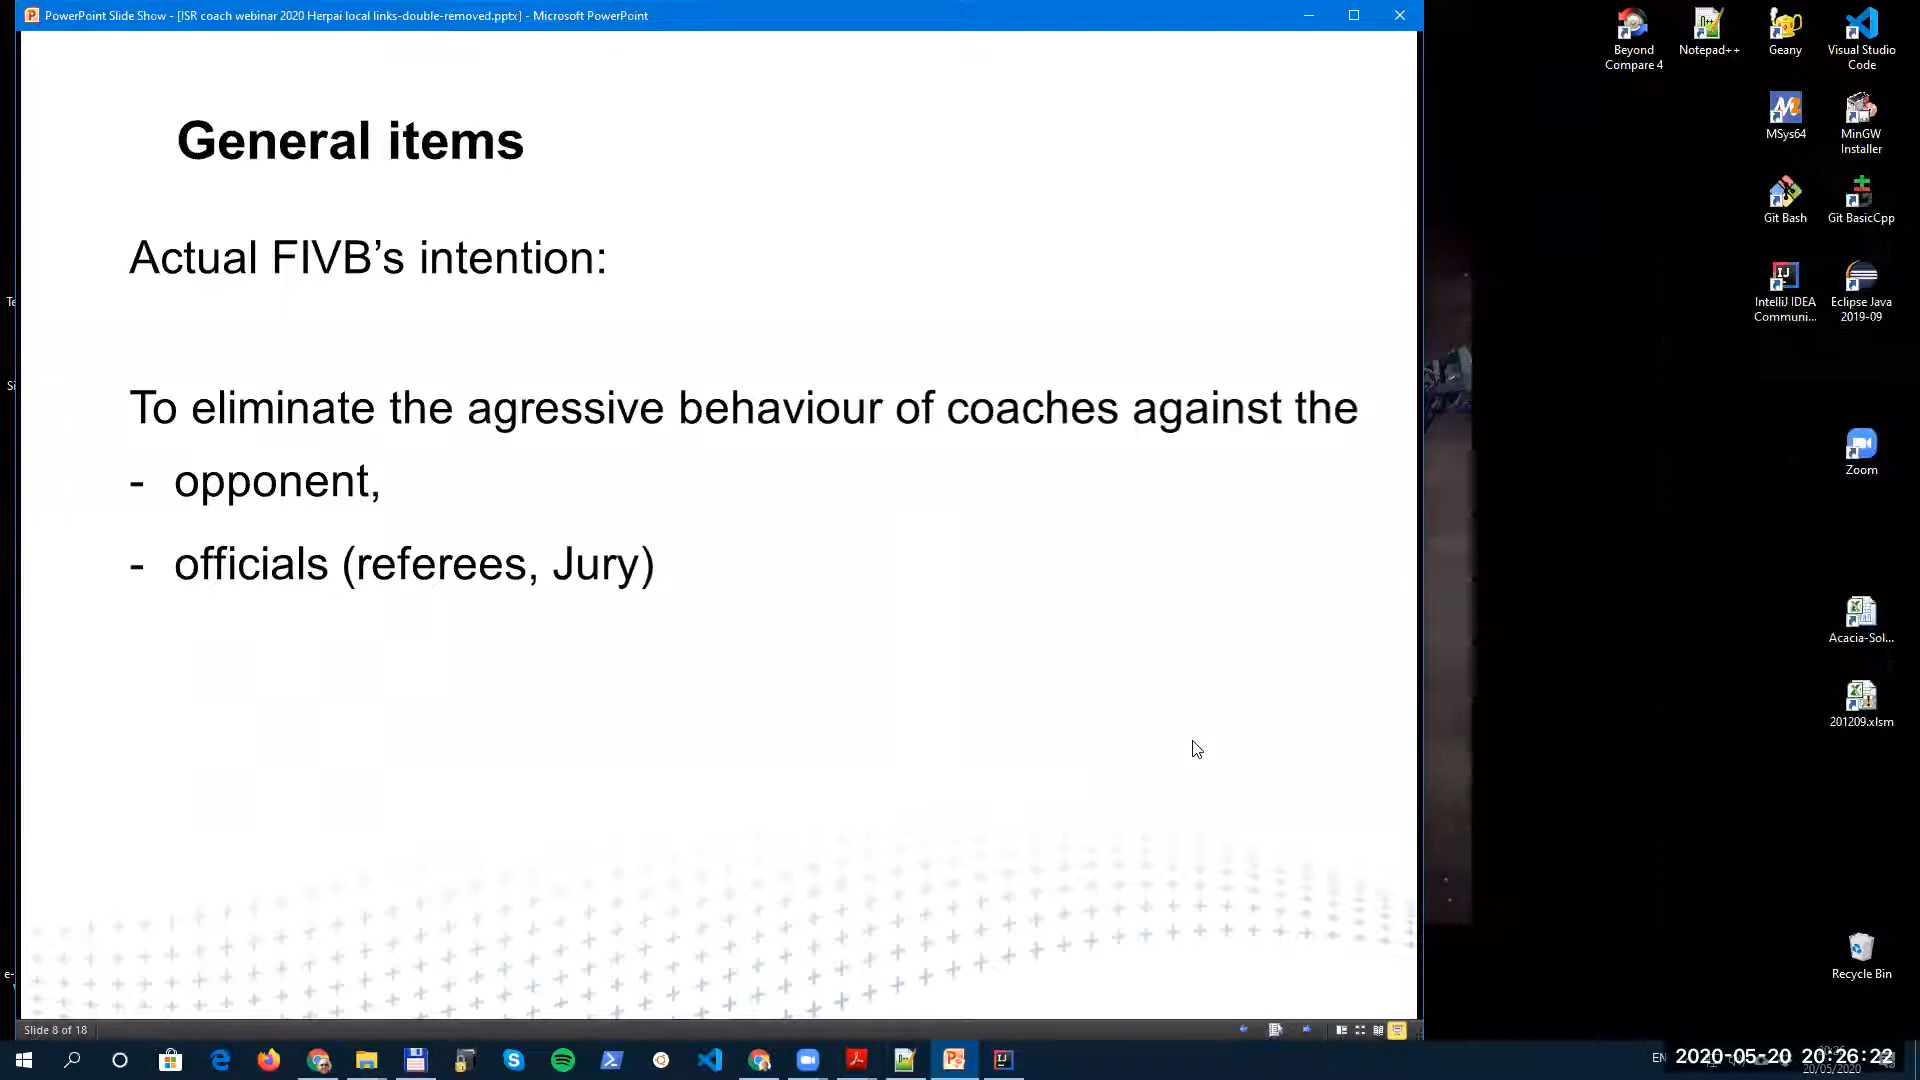 PowerPoint Slide Show - [ISR coach webinar 2020 Herpai local links-double-removed.pptx] - Microsoft PowerPoint
General items
Actual FIVB’s intention:
To eliminate the agressive behaviour of coaches against the
- opponent,
- officials (referees, Jury)
Slide 8 of 18
Beyond Compare 4
Notepad++
Geany
Visual Studio Code
MSys64
MinGW Installer
Git Bash
Git BasicCpp
IntelliJ IDEA Communi...
Eclipse Java 2019-09
Zoom
Acacia-Sol...
201209.xlsm
Recycle Bin
EN
2020-05-20 20:26:22
20/05/2020